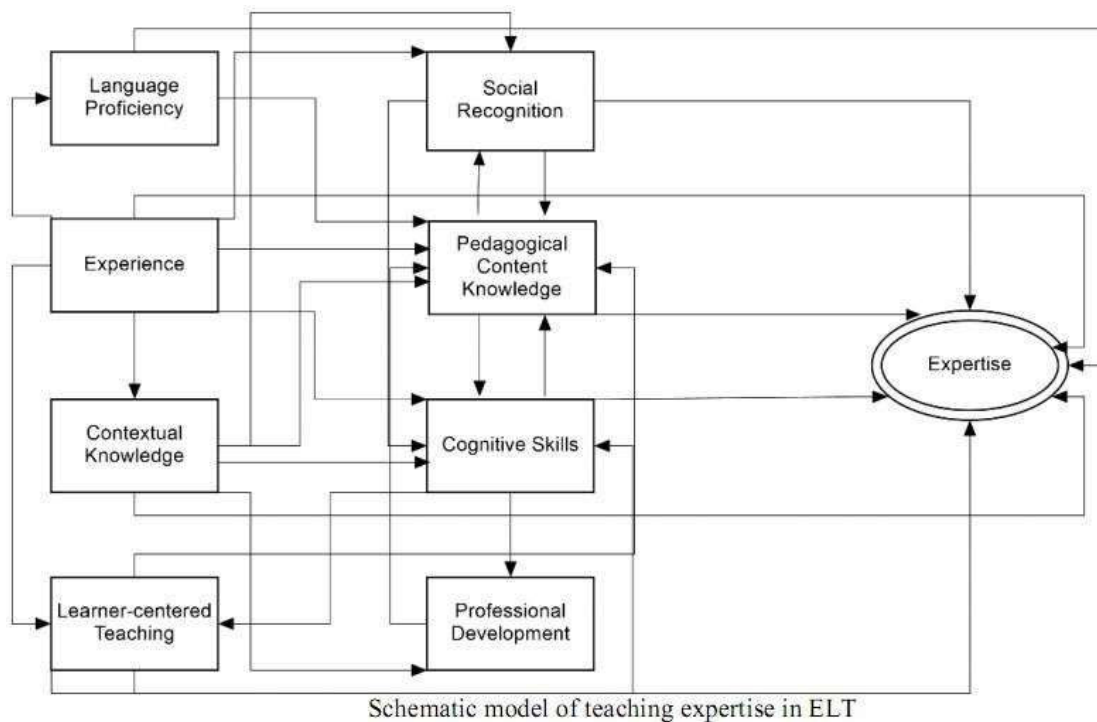 Language
Proficiency
Social
Recognition
Experience
Pedagogical
Content
Knowledge
Expertise
Contextual
Knowledge
Cognitive Skills
Learner-centered
Teaching
Professional
Development
Schematic model of teaching expertise in ELT